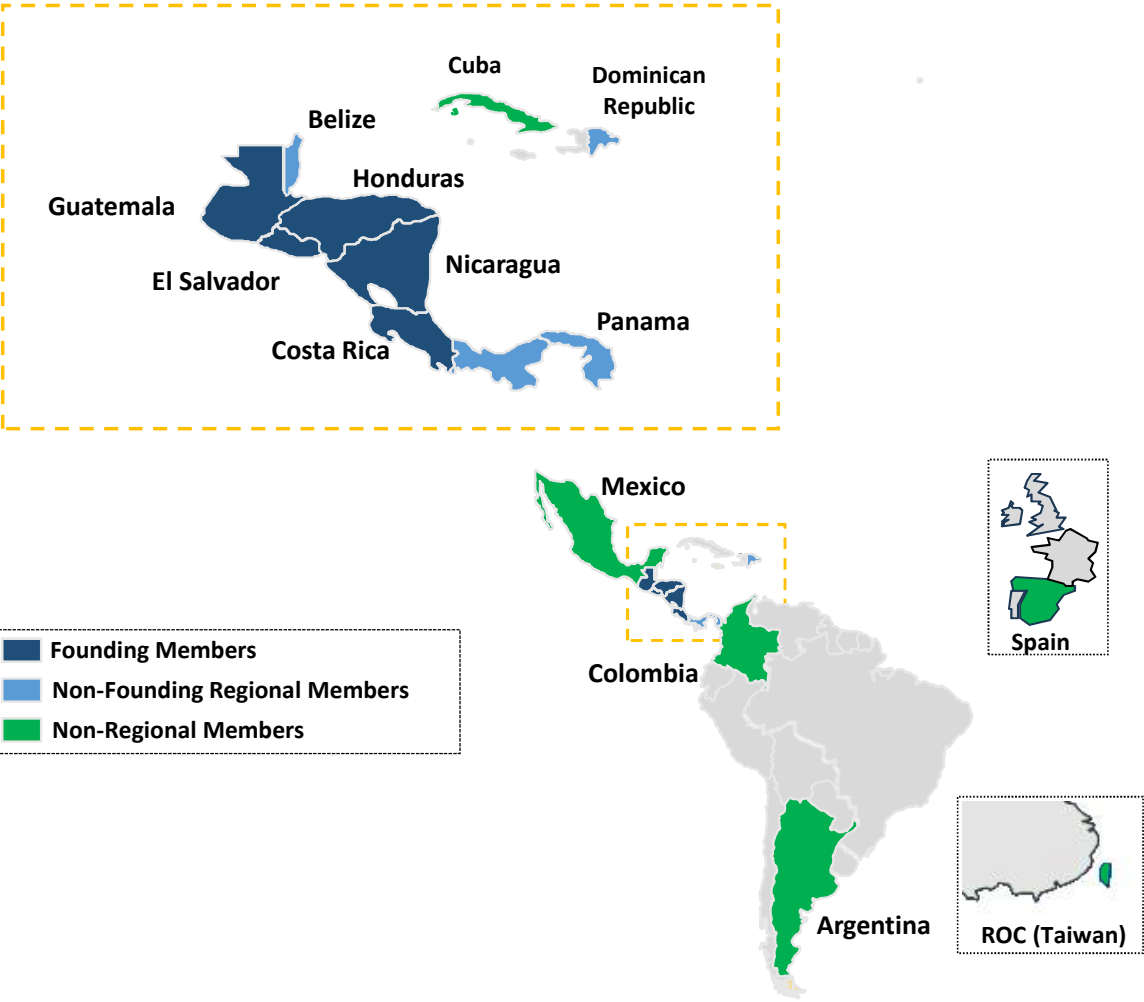 Cuba
Dominican
Republic
Belize
Honduras
Guatemala
Nicaragua
El Salvador
Panama
Costa Rica
Mexico
Spain
Founding Members
Colombia
Non-Founding Regional Members
Non-Regional Members
Argentina
ROC (Taiwan)